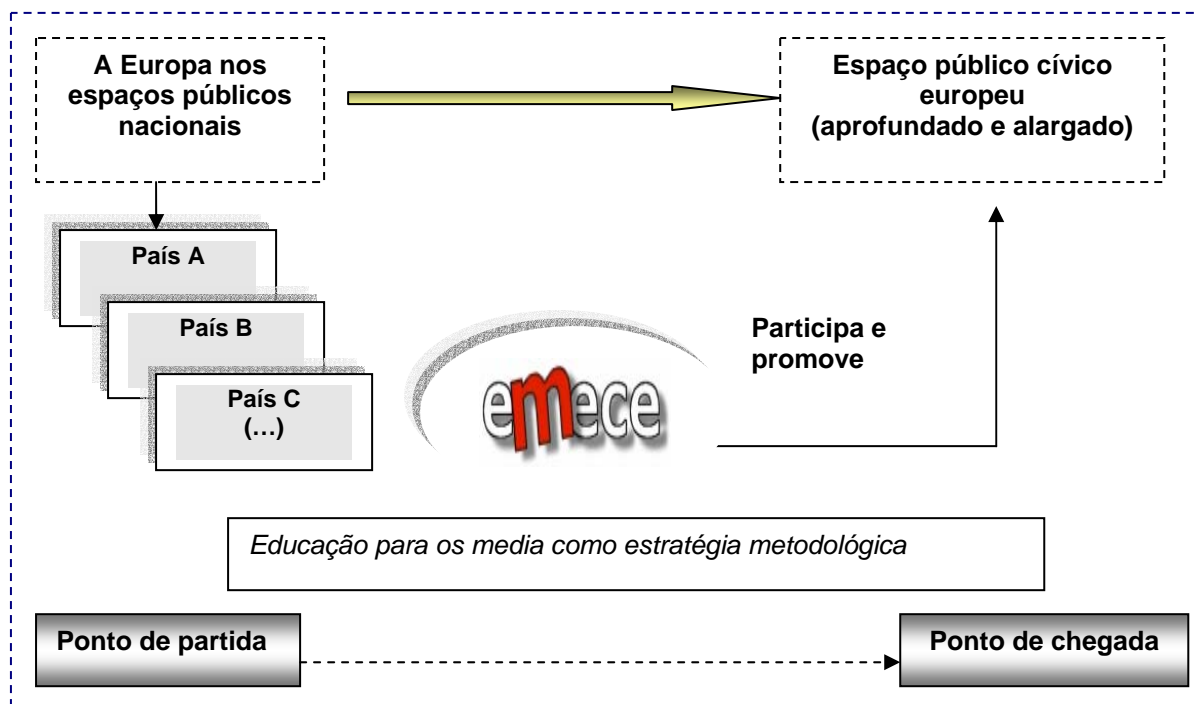 A Europa nos
espaços públicos
nacionais
Espaço público cívico
europeu
(aprofundado e alargado)
País A
País B
País C
(…)
emece
Participa e
promove
Educação para os media como estratégia metodológica
Ponto de partida
Ponto de chegada